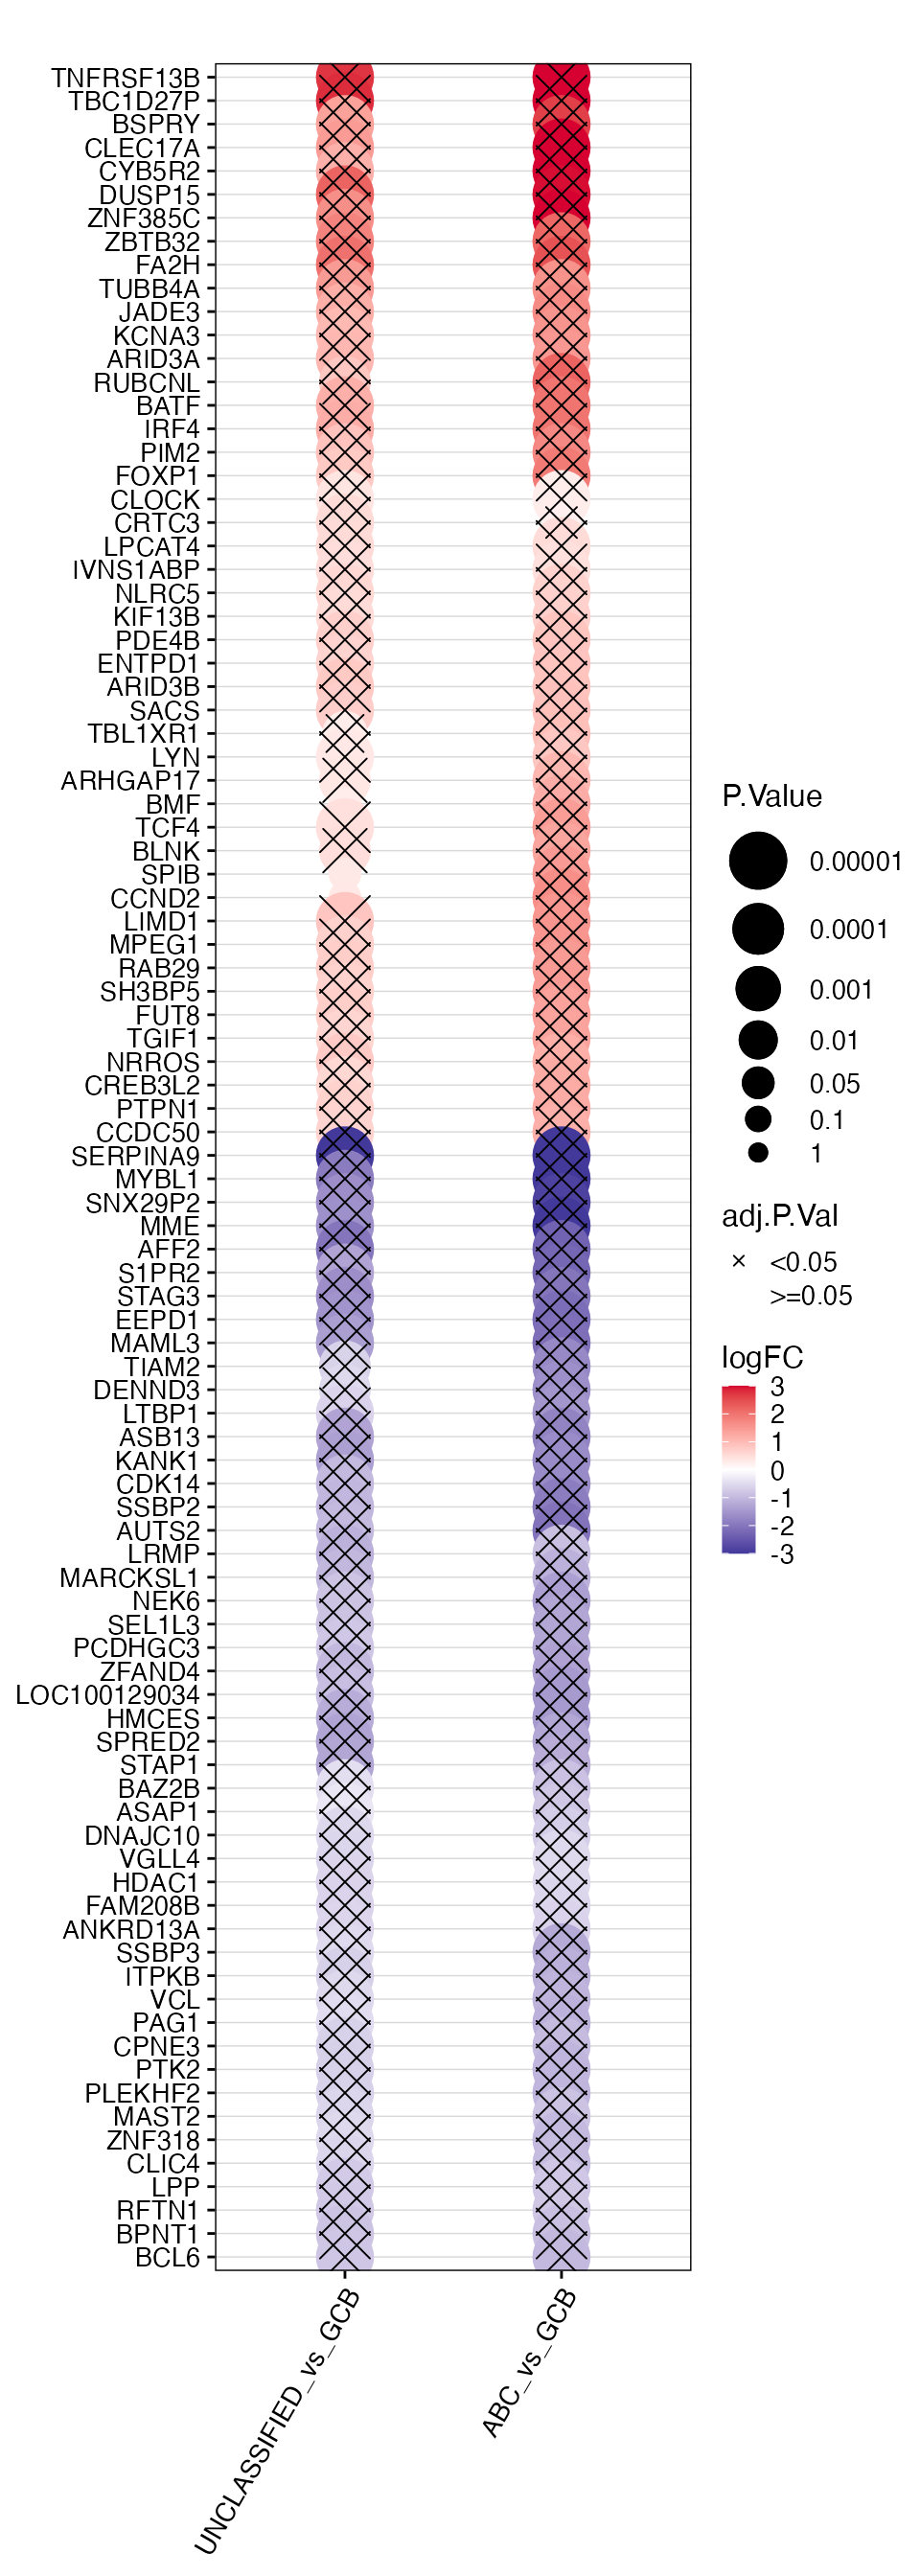 TNFRSF13B
TBC1D27P
BSPRY
CLEC17A
CYB5R2
DUSP15
ZNF385C
ZBTB32
FA2H
TUBB4A
JADE3
KCNA3
ARID3A
RUBCNL
BATF
IRF4
PIM2
FOXP1
CLOCK
CRTC3
LPCAT4
IVNS1ABP
NLRC5
KIF13B
PDE4B
ENTPD1
ARID3B
SACS
TBL1XR1
LYN
ARHGAP17
BMF
TCF4
BLNK
SPIB
CCND2
LIMD1
MPEG1
RAB29
SH3BP5
FUT8
TGIF1
NRROS
CREB3L2
PTPN1
CCDC50
SERPINA9
MYBL1
SNX29P2
MME
AFF2
S1PR2
STAG3
EEPD1
MAML3
TIAM2
DENND3
LTBP1
ASB13
KANK1
CDK14
SSBP2
AUTS2
LRMP
MARCKSL1
NEK6
SEL1L3
PCDHGC3
ZFAND4
LOC100129034
HMCES
SPRED2
STAP1
BAZ2B
ASAP1
DNAJC10
VGLL4
HDAC1
FAM208B
ANKRD13A
SSBP3
ITPKB
VCL
PAG1
CPNE3
PTK2
PLEKHF2
MAST2
ZNF318
CLIC4
LPP
RFTN1
BPNT1
BCL6
UNCLASSIFIED_vs_GCB
ABC_vs_GCB
P.Value
0.00001
0.0001
0.001
0.01
0.05
0.1
1
adj.P.Val
× <0.05
>=0.05
logFC
3
2
1
0
-1
-2
-3